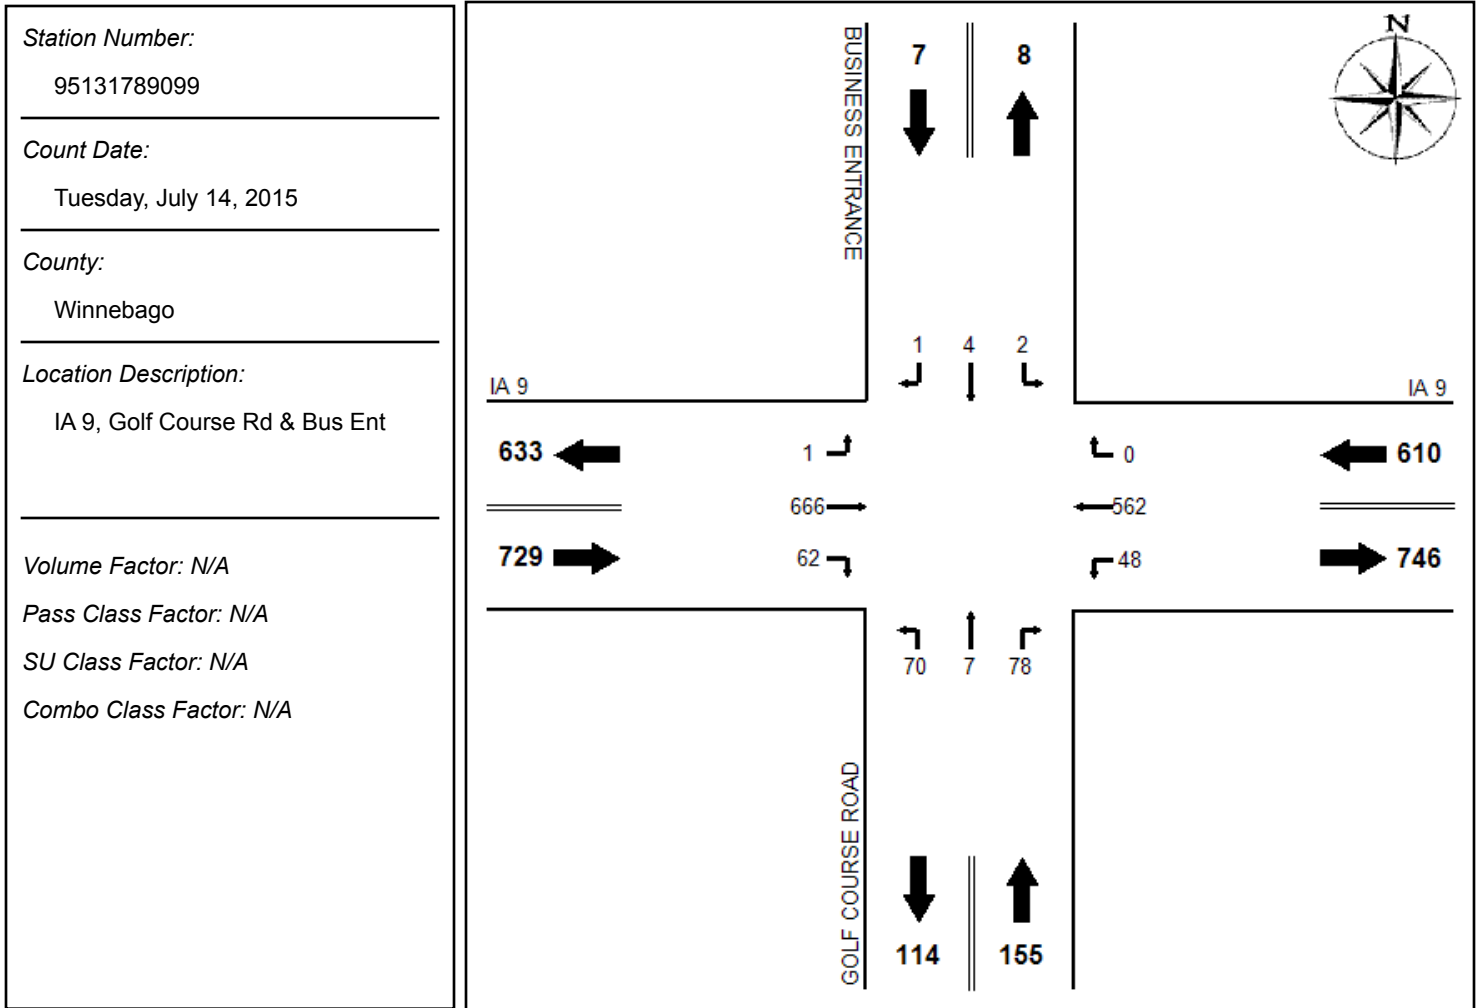 Station Number:
95131789099
Count Date:
Tuesday, July 14, 2015
County:
Winnebago
Location Description:
IA 9, Golf Course Rd & Bus Ent
Volume Factor: N/A
Pass Class Factor: N/A
SU Class Factor: N/A
Combo Class Factor: N/A
N
BUSINESS ENTRANCE
7 8
1 4 2
IA 9 IA 9
633 1 0 610
666 562
729 62 48 746
70 7 78
GOLF COURSE ROAD
114 155